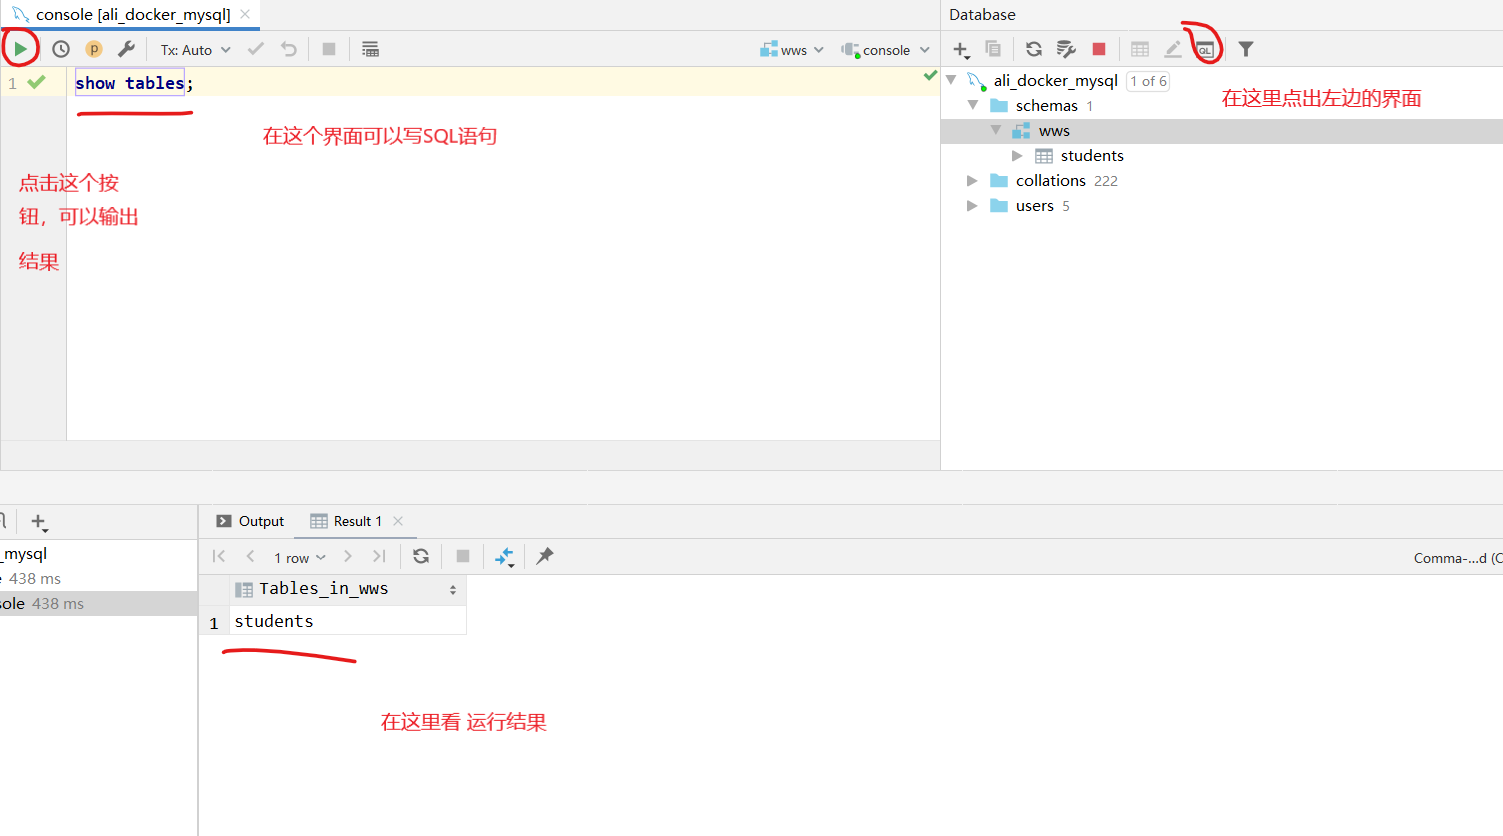 console [ali_docker_mysql]
Database
Tx: Auto
wws
console
1
show tables;
ali_docker_mysql 1 of 6
schemas 1
wws
students
collations 222
users 5
在这里点出左边的界面
在这个界面可以写SQL语句
点击这个按
钮，可以输出
结果
Output
Result 1
_mysql
438 ms
sole 438 ms
1 row
Comma-...d (C
Tables_in_wws
1 students
在这里看 运行结果